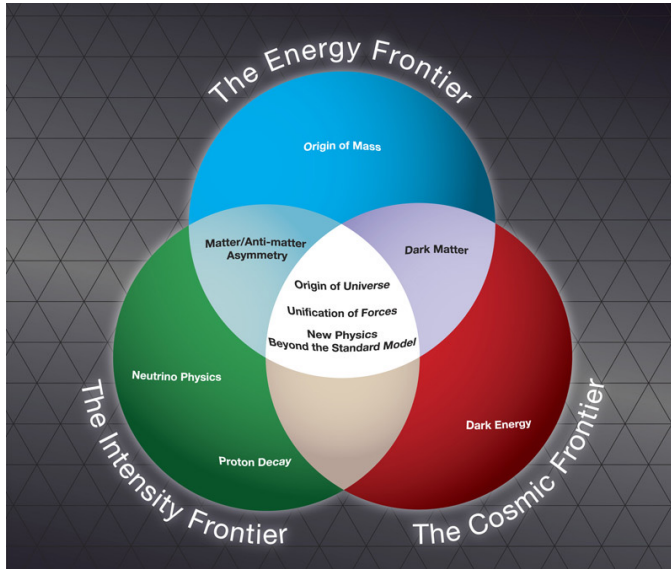 The Energy Frontier
Origin of Mass
Matter/Anti-matter
Asymmetry
Dark Matter
Origin of Universe
Unification of Forces
New Physics
Beyond the Standard Model
Neutrino Physics
Dark Energy
Proton Decay
The Intensity Frontier
The Cosmic Frontier